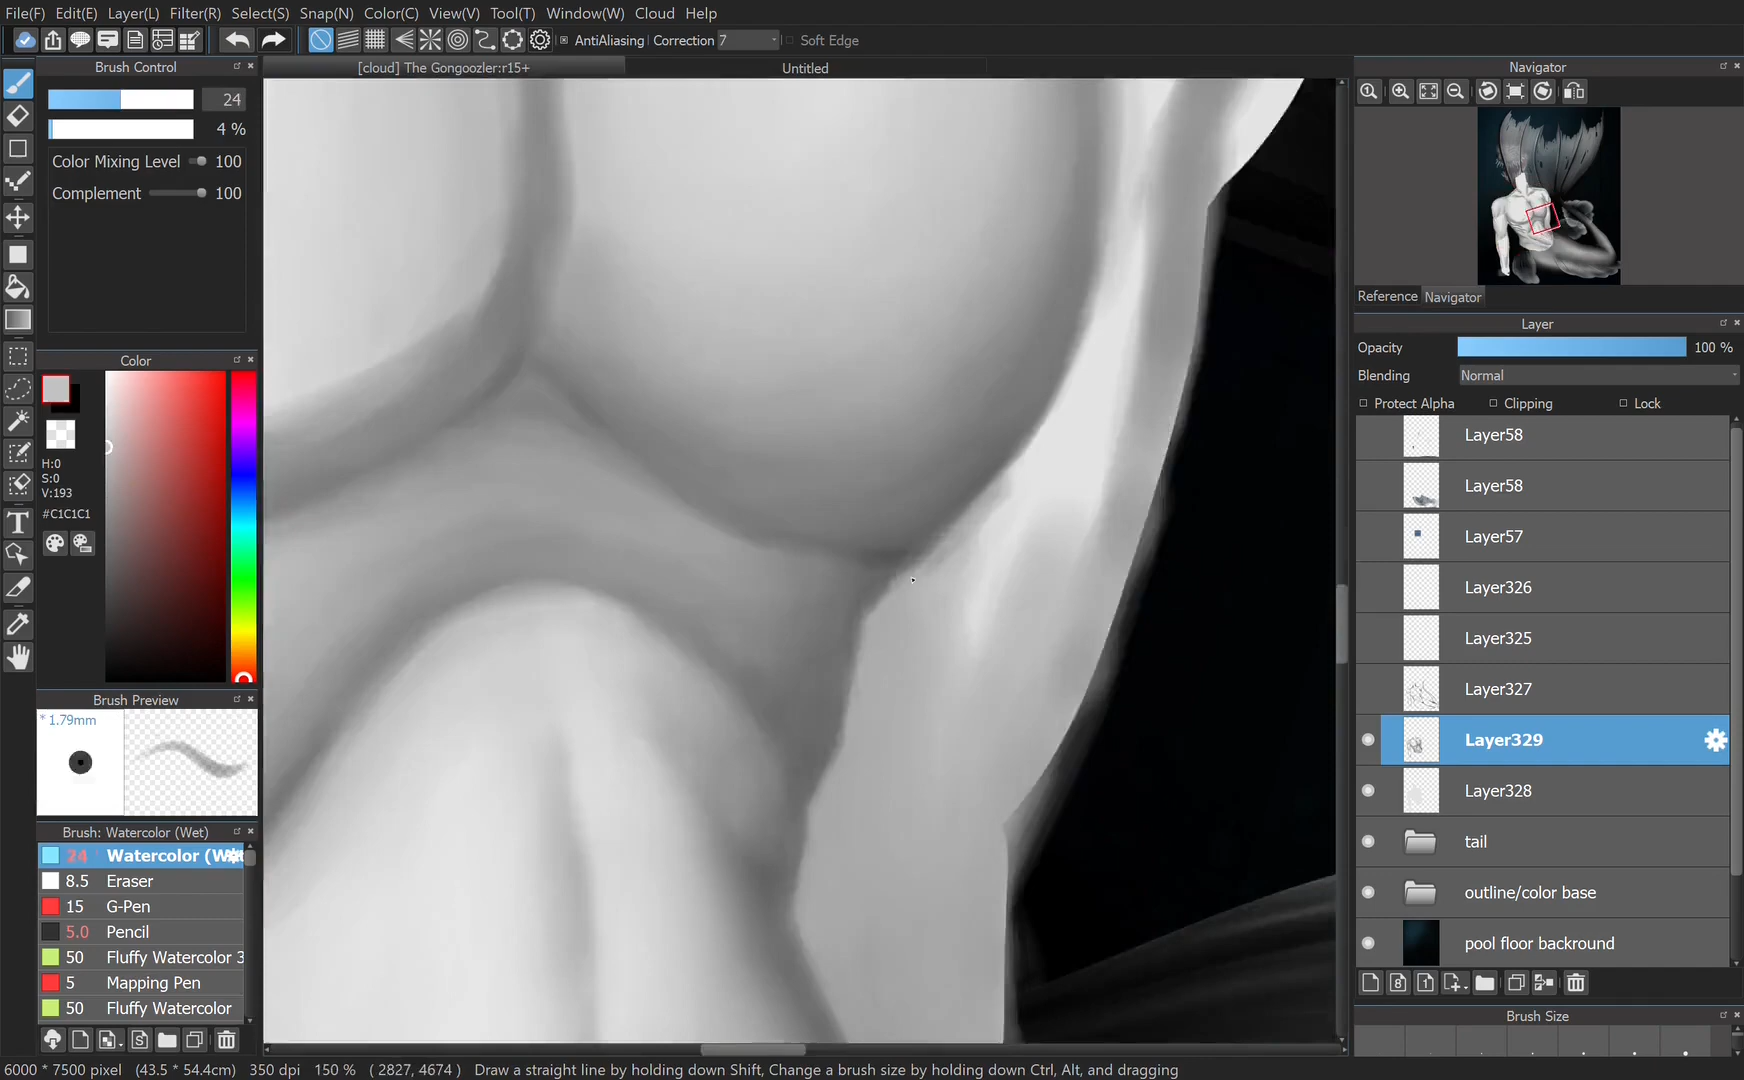 File(F) Edit(E) Layer(L) Filter(R) Select(S) Snap(N) Color(C) View(V) Tool(T) Window(W) Cloud Help
AntiAliasing Correction 7 Soft Edge
Brush Control
[cloud] The Gongoozler:r15+
Untitled
Navigator
24
4 %
Color Mixing Level 100
Complement 100
Reference Navigator
Layer
Opacity 100 %
Blending Normal
Protect Alpha Clipping Lock
Color
H:0
S:0
V:193
#C1C1C1
Layer58
Layer58
Layer57
Layer326
Layer325
Layer327
Layer329
Layer328
tail
outline/color base
pool floor backround
Brush Preview
* 1.79mm
Brush: Watercolor (Wet)
24 Watercolor (Wet
8.5 Eraser
15 G-Pen
5.0 Pencil
50 Fluffy Watercolor 3
5 Mapping Pen
50 Fluffy Watercolor
Brush Size
6000 * 7500 pixel (43.5 * 54.4cm) 350 dpi 150 % ( 2827, 4674 ) Draw a straight line by holding down Shift, Change a brush size by holding down Ctrl, Alt, and dragging